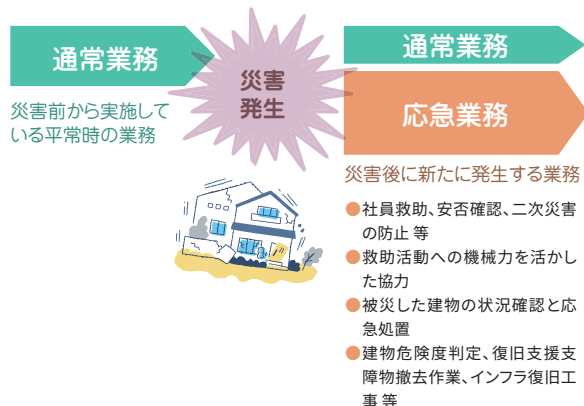 通常業務
災害前から実施して
いる平常時の業務
災害
発生
通常業務
応急業務
災害後に新たに発生する業務
●社員救助、安否確認、二次災害
の防止 等
●救助活動への機械力を活かし
た協力
●被災した建物の状況確認と応
急処置
●建物危険度判定、復旧支援支
障物撤去作業、インフラ復旧工
事 等